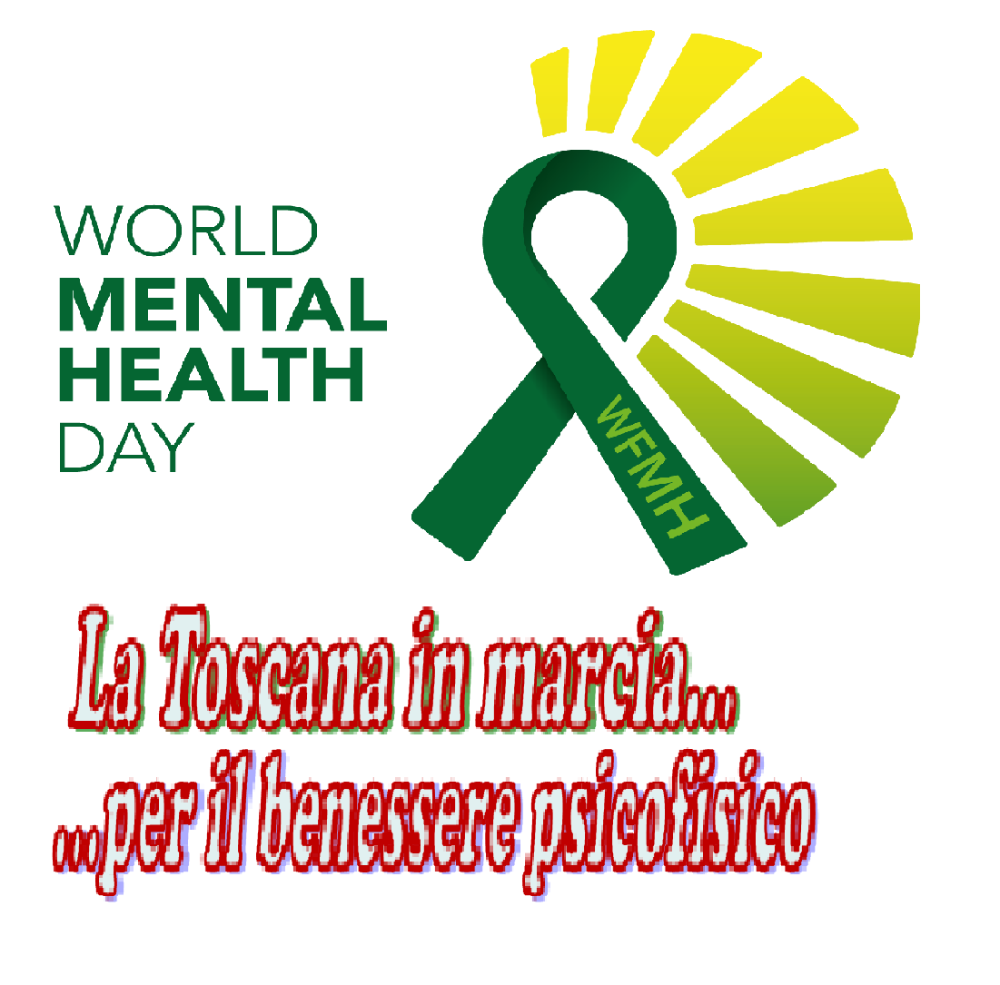 WORLD
MENTAL
HEALTH
DAY
WFMH
La Toscana in marcia...
...per il benessere psicofisico